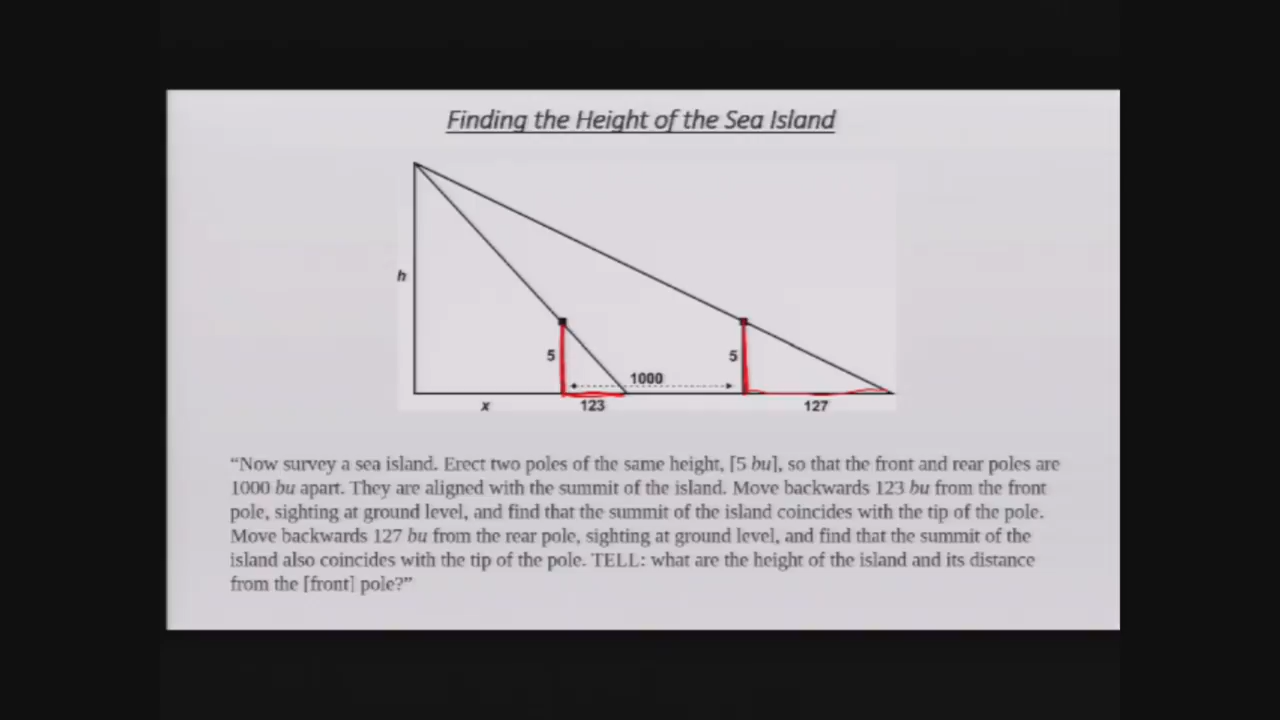 Finding the Height of the Sea Island
h
5
5
1000
x
123
127
“Now survey a sea island. Erect two poles of the same height, [5 bu], so that the front and rear poles are
1000 bu apart. They are aligned with the summit of the island. Move backwards 123 bu from the front
pole, sighting at ground level, and find that the summit of the island coincides with the tip of the pole.
Move backwards 127 bu from the rear pole, sighting at ground level, and find that the summit of the
island also coincides with the tip of the pole. TELL: what are the height of the island and its distance
from the [front] pole?”